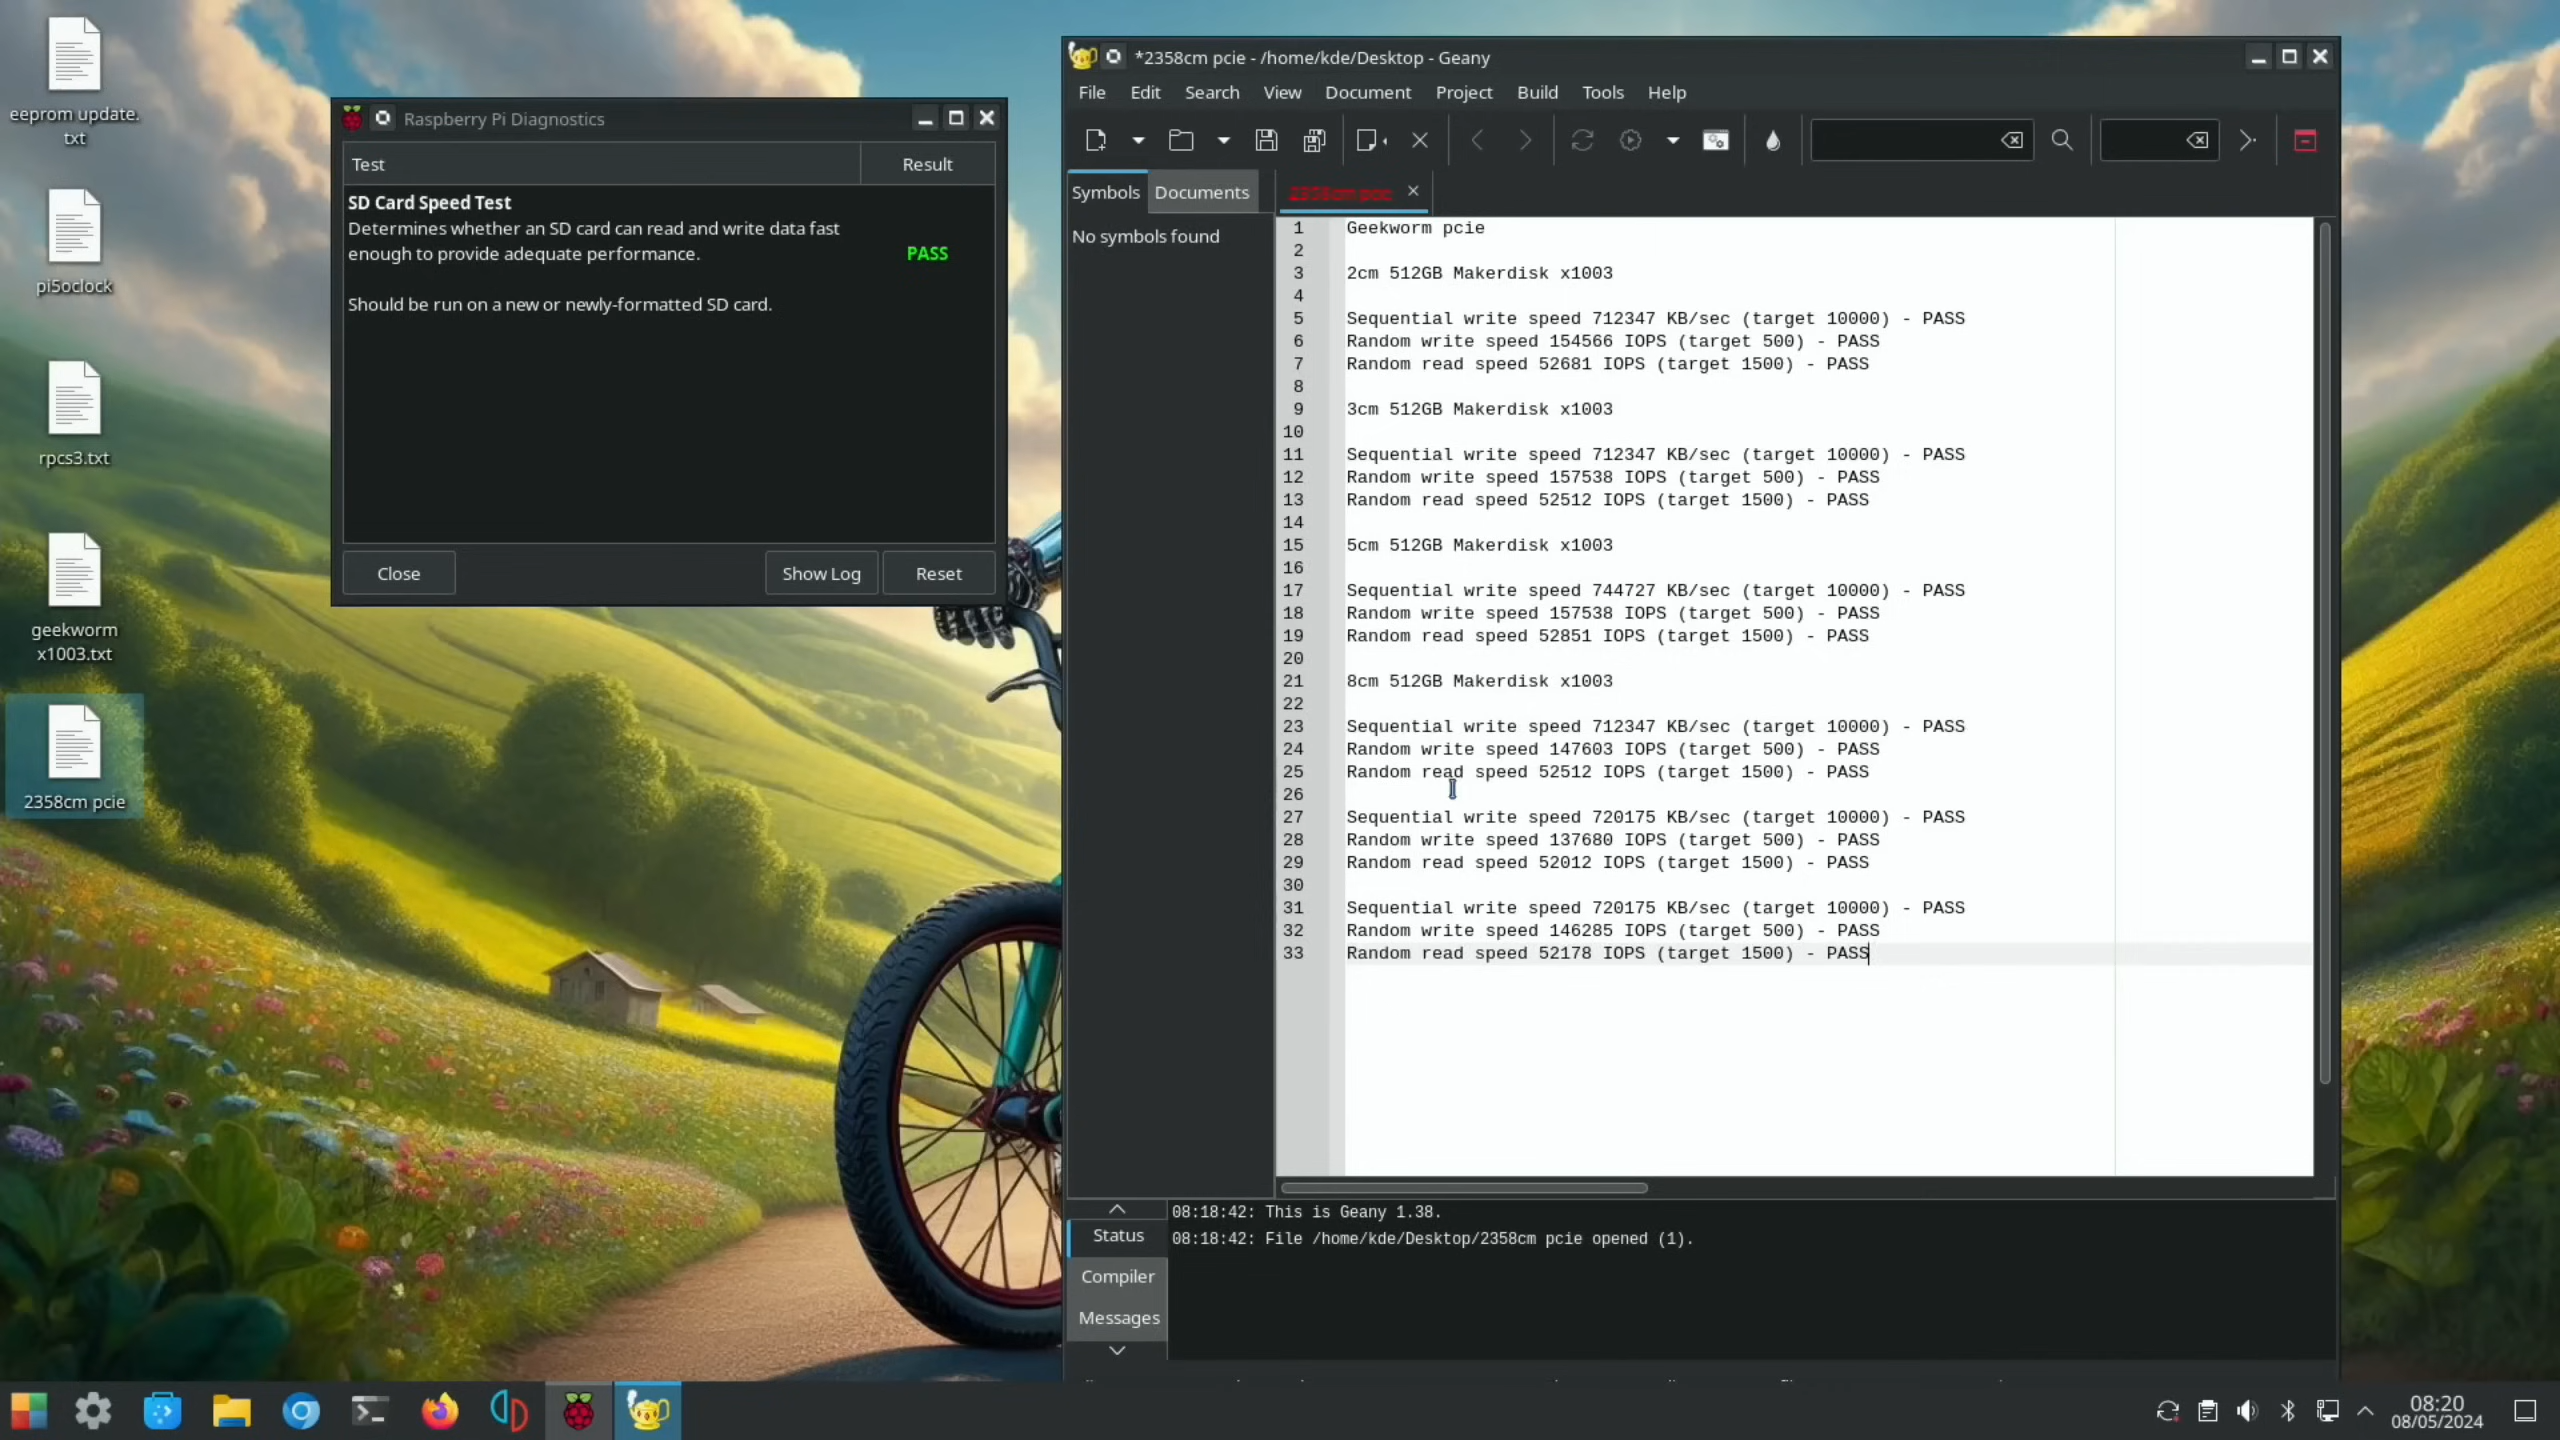 eeprom update.
txt
pi5oclock
rpcs3.txt
geekworm
x1003.txt
2358cm pcie
Raspberry Pi Diagnostics
Test Result
SD Card Speed Test
Determines whether an SD card can read and write data fast
enough to provide adequate performance.
PASS
Should be run on a new or newly-formatted SD card.
Close Show Log Reset
*2358cm pcie - /home/kde/Desktop - Geany
File Edit Search View Document Project Build Tools Help
Symbols Documents
2358cm pcie
No symbols found
1 Geekworm pcie
2
3 2cm 512GB Makerdisk x1003
4
5 Sequential write speed 712347 KB/sec (target 10000) - PASS
6 Random write speed 154566 IOPS (target 500) - PASS
7 Random read speed 52681 IOPS (target 1500) - PASS
8
9 3cm 512GB Makerdisk x1003
10
11 Sequential write speed 712347 KB/sec (target 10000) - PASS
12 Random write speed 157538 IOPS (target 500) - PASS
13 Random read speed 52512 IOPS (target 1500) - PASS
14
15 5cm 512GB Makerdisk x1003
16
17 Sequential write speed 744727 KB/sec (target 10000) - PASS
18 Random write speed 157538 IOPS (target 500) - PASS
19 Random read speed 52851 IOPS (target 1500) - PASS
20
21 8cm 512GB Makerdisk x1003
22
23 Sequential write speed 712347 KB/sec (target 10000) - PASS
24 Random write speed 147603 IOPS (target 500) - PASS
25 Random read speed 52512 IOPS (target 1500) - PASS
26
27 Sequential write speed 720175 KB/sec (target 10000) - PASS
28 Random write speed 137680 IOPS (target 500) - PASS
29 Random read speed 52012 IOPS (target 1500) - PASS
30
31 Sequential write speed 720175 KB/sec (target 10000) - PASS
32 Random write speed 146285 IOPS (target 500) - PASS
33 Random read speed 52178 IOPS (target 1500) - PASS
Status
Compiler
Messages
08:18:42: This is Geany 1.38.
08:18:42: File /home/kde/Desktop/2358cm pcie opened (1).
08:20
08/05/2024